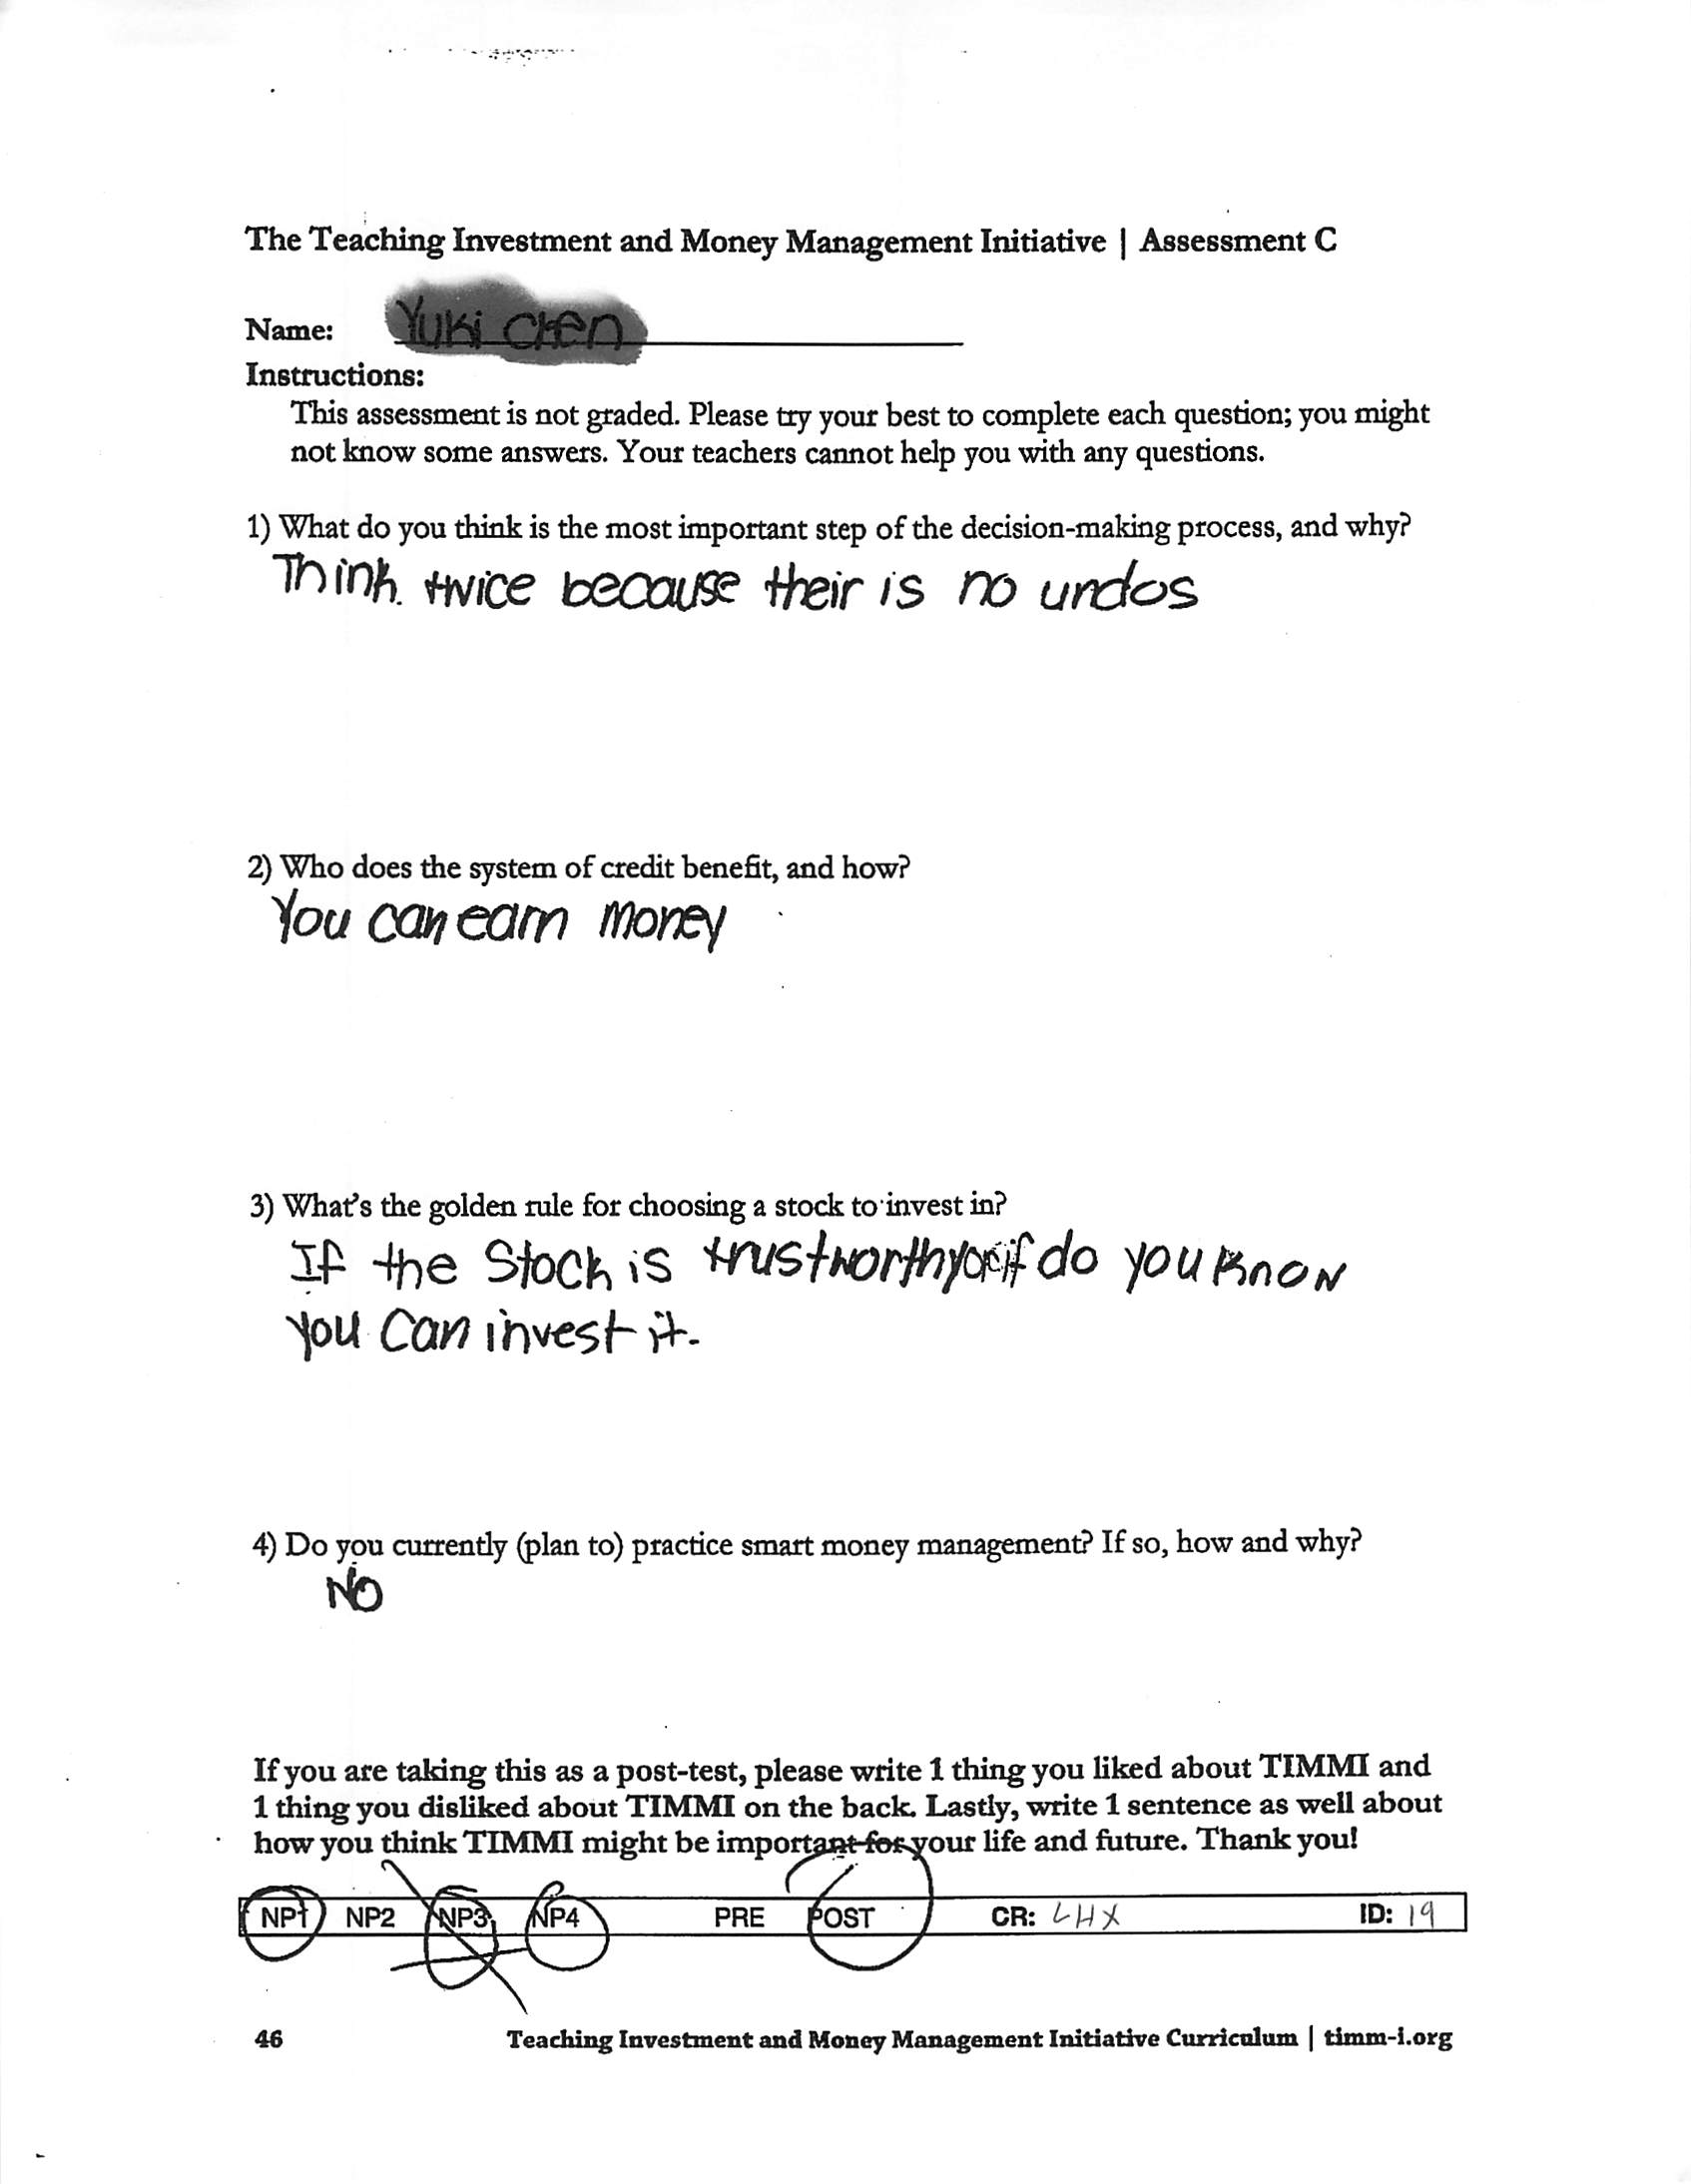 The Teaching Investment and Money Management Initiative | Assessment C
Name: Yuki Chen
Instructions:
This assessment is not graded. Please try your best to complete each question; you might
not know some answers. Your teachers cannot help you with any questions.
1) What do you think is the most important step of the decision-making process, and why?
Think twice because their is no undos
2) Who does the system of credit benefit, and how?
You can earn money
3) What's the golden rule for choosing a stock to invest in?
If the Stock is trustworthy or if do you know
you can invest it.
4) Do you currently (plan to) practice smart money management? If so, how and why?
No
If you are taking this as a post-test, please write 1 thing you liked about TIMMI and
1 thing you disliked about TIMMI on the back. Lastly, write 1 sentence as well about
how you think TIMMI might be important for your life and future. Thank you!
NP1 NP2 NP3 NP4 PRE POST CR: LHX ID: 19
46 Teaching Investment and Money Management Initiative Curriculum | timm-i.org